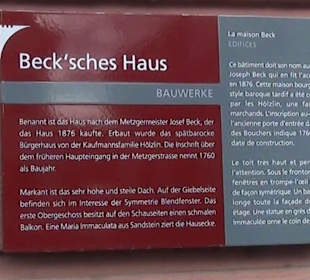 Beck'sches Haus
BAUWERKE
Benannt ist das Haus nach dem Metzgermeister Josef Beck, der
das Haus 1876 kaufte. Erbaut wurde das spätbarocke
Bürgerhaus von der Kaufmannsfamilie Hölzlin. Die Inschrift über
dem früheren Haupteingang in der Metzgerstrasse nennt 1760
als Baujahr.
Markant ist das sehr hohe und steile Dach. Auf der Giebelseite
befinden sich im Interesse der Symmetrie Blendfenster. Das
erste Obergeschoss besitzt auf den Schauseiten einen schmalen
Balkon. Eine Maria Immaculata aus Sandstein ziert die Hausecke.
La maison Beck
EDIFICES
Ce bâtiment doit son nom au
Joseph Beck qui en fit l'ac
en 1876. Cette maison bourg
style baroque tardif a été c
par les Hölzlin, une fa
marchands. L'inscription au-
l'ancienne porte d'entrée d
des Bouchers indique 176
date de construction.
Le toit très haut et pe
l'attention. Sous le fronto
fenêtres en trompe-l'œil
de façon symétrique. Un ba
longe toute la façade d
étage. Une statue en grès d
Immaculée orne le coin de